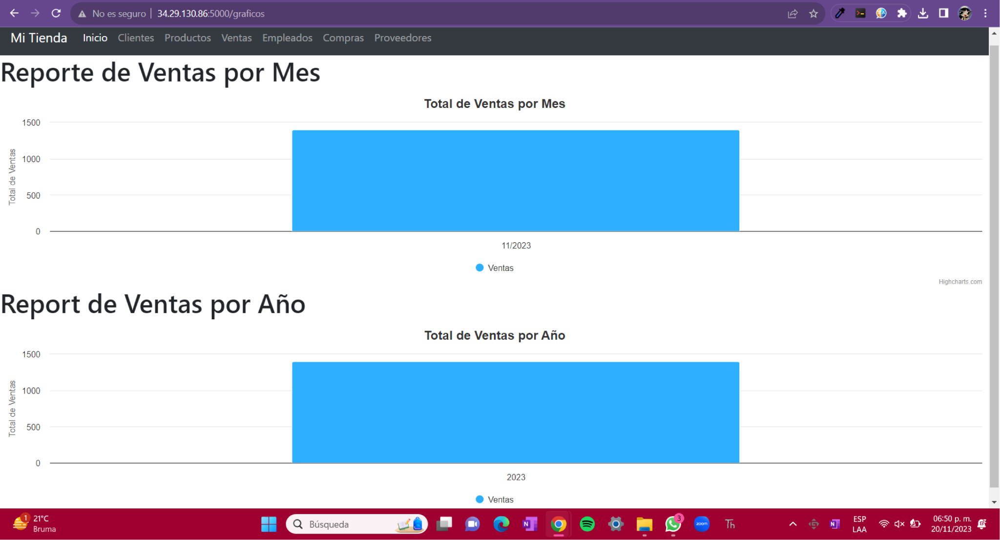 No es seguro | 34.29.130.86:5000/graficos
Mi Tienda Inicio Clientes Productos Ventas Empleados Compras Proveedores
Reporte de Ventas por Mes
Total de Ventas por Mes
Total de Ventas
1500
1000
500
0
11/2023
Ventas
Highcharts.com
Report de Ventas por Año
Total de Ventas por Año
Total de Ventas
1500
1000
500
0
2023
Ventas
1
21°C
Bruma
Búsqueda
N
3
zoom
Th
N
ESP
LAA
06:50 p. m.
20/11/2023